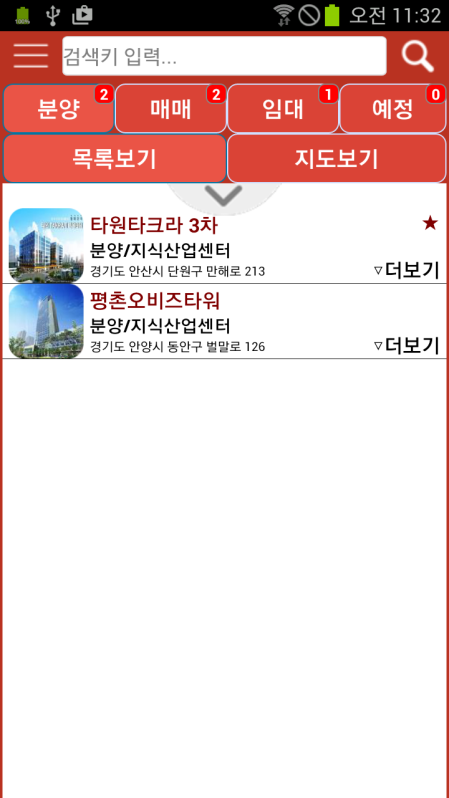 100%
오전 11:32
검색키 입력...
분양 2
매매 2
임대 1
예정 0
목록보기
지도보기
타원타크라 3차 ★
분양/지식산업센터
경기도 안산시 단원구 만해로 213
▽더보기
평촌오비즈타워
분양/지식산업센터
경기도 안양시 동안구 벌말로 126
▽더보기